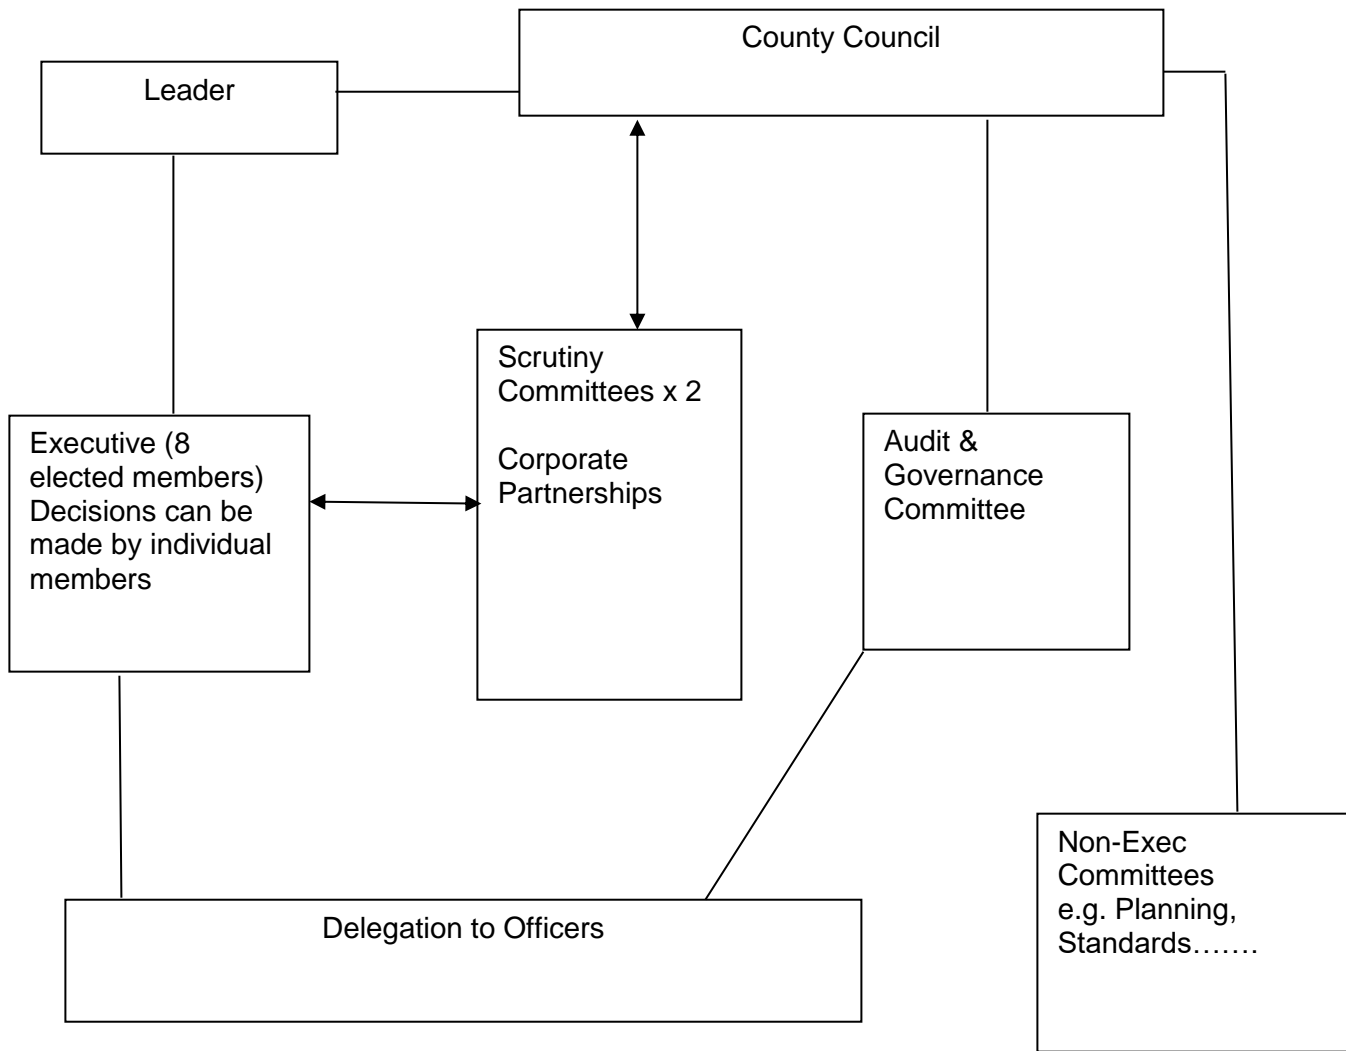 County Council
Leader
Scrutiny
Committees x 2
Corporate
Partnerships
Executive (8
elected members)
Decisions can be
made by individual
members
Audit &
Governance
Committee
Non-Exec
Committees
e.g. Planning,
Standards.......
Delegation to Officers